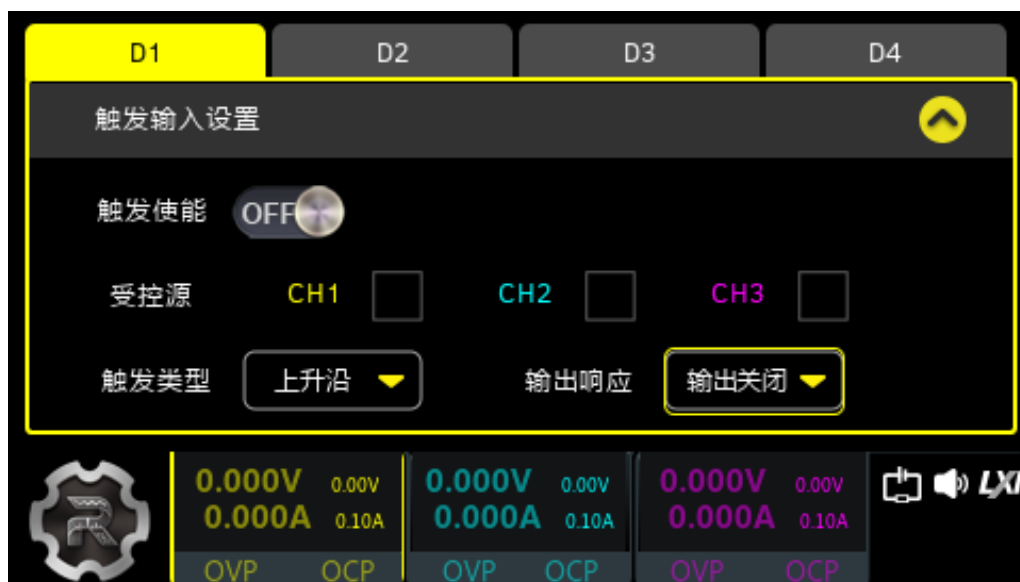 D1 D2 D3 D4
触发输入设置
触发使能 OFF
受控源 CH1 CH2 CH3
触发类型 上升沿 输出响应 输出关闭
0.000V 0.00V 0.000V 0.00V 0.000V 0.00V
0.000A 0.10A 0.000A 0.10A 0.000A 0.10A
OVP OCP OVP OCP OVP OCP
R
LXI